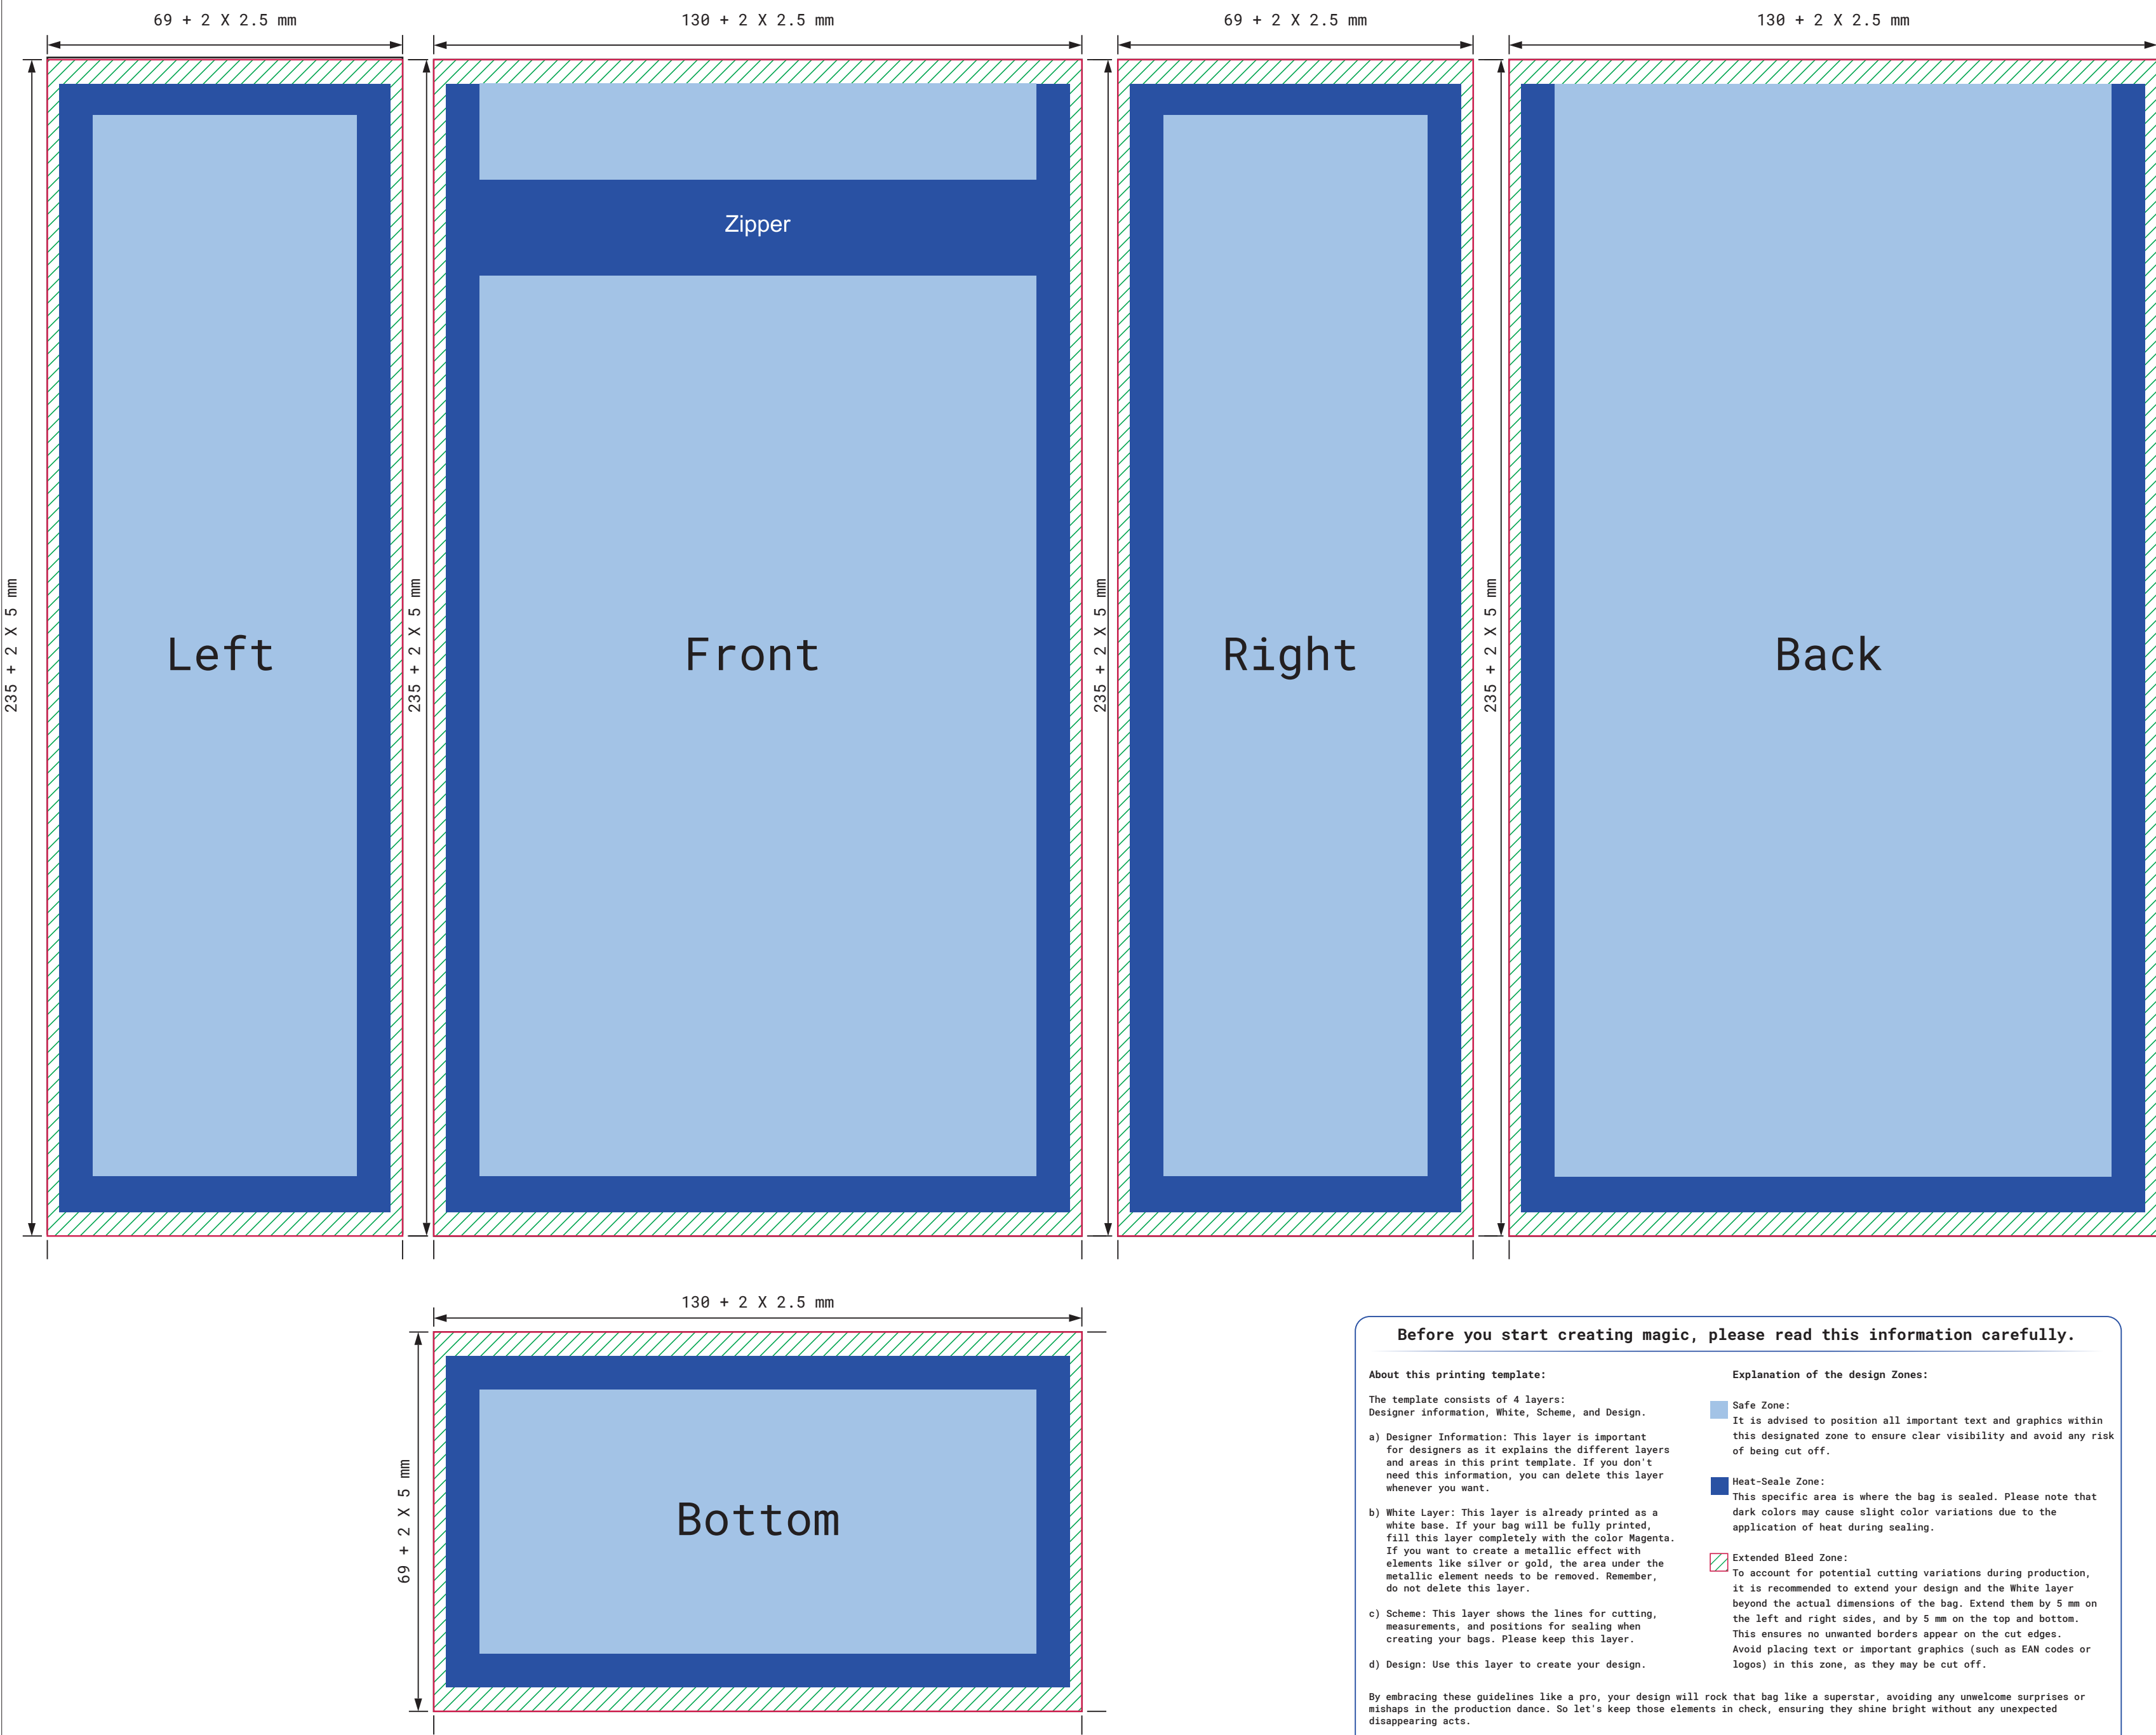 69 + 2 X 2.5 mm
130 + 2 X 2.5 mm
69 + 2 X 2.5 mm
130 + 2 X 2.5 mm
235 + 2 X 5 mm
235 + 2 X 5 mm
235 + 2 X 5 mm
235 + 2 X 5 mm
Zipper
Left
Front
Right
Back
130 + 2 X 2.5 mm
69 + 2 X 5 mm
Bottom
Before you start creating magic, please read this information carefully.
About this printing template:
The template consists of 4 layers:
Designer information, White, Scheme, and Design.
a) Designer Information: This layer is important
for designers as it explains the different layers
and areas in this print template. If you don't
need this information, you can delete this layer
whenever you want.
b) White Layer: This layer is already printed as a
white base. If your bag will be fully printed,
fill this layer completely with the color Magenta.
If you want to create a metallic effect with
elements like silver or gold, the area under the
metallic element needs to be removed. Remember,
do not delete this layer.
c) Scheme: This layer shows the lines for cutting,
measurements, and positions for sealing when
creating your bags. Please keep this layer.
d) Design: Use this layer to create your design.
Explanation of the design Zones:
Safe Zone:
It is advised to position all important text and graphics within
this designated zone to ensure clear visibility and avoid any risk
of being cut off.
Heat-Seale Zone:
This specific area is where the bag is sealed. Please note that
dark colors may cause slight color variations due to the
application of heat during sealing.
Extended Bleed Zone:
To account for potential cutting variations during production,
it is recommended to extend your design and the White layer
beyond the actual dimensions of the bag. Extend them by 5 mm on
the left and right sides, and by 5 mm on the top and bottom.
This ensures no unwanted borders appear on the cut edges.
Avoid placing text or important graphics (such as EAN codes or
logos) in this zone, as they may be cut off.
By embracing these guidelines like a pro, your design will rock that bag like a superstar, avoiding any unwelcome surprises or
mishaps in the production dance. So let's keep those elements in check, ensuring they shine bright without any unexpected
disappearing acts.